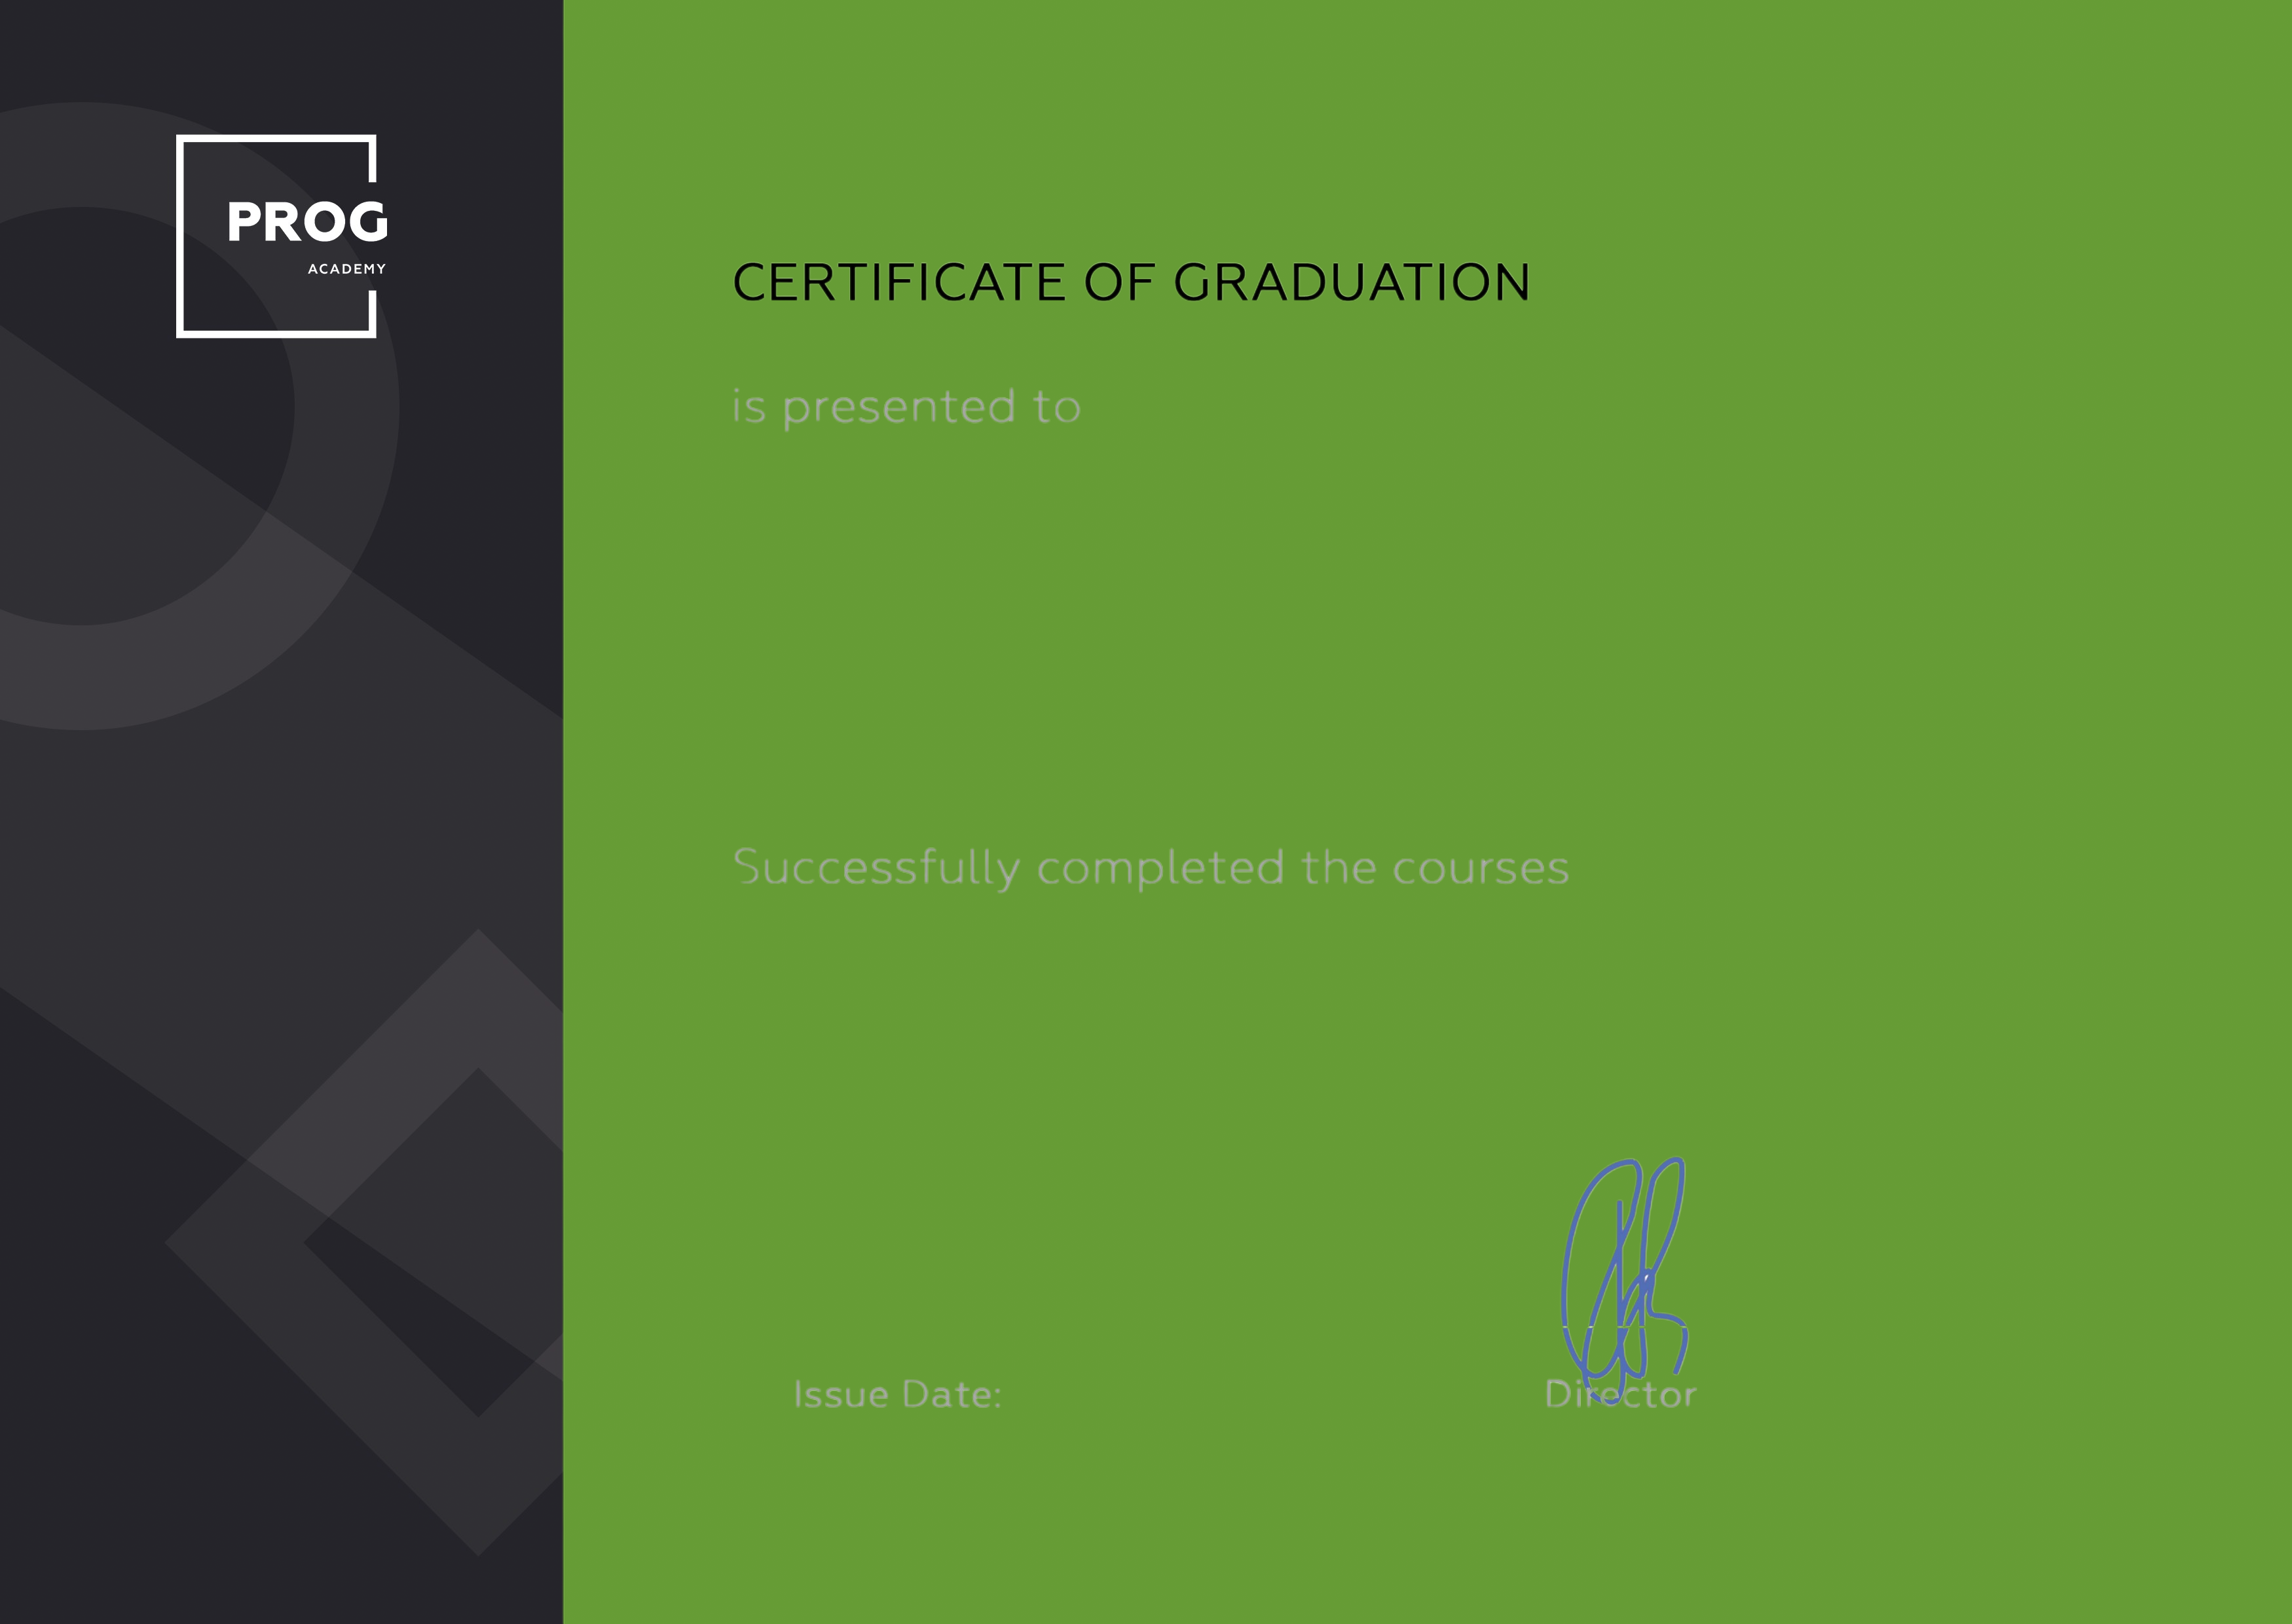 PROG
ACADEMY
CERTIFICATE OF GRADUATION
is presented to
Successfully completed the courses
Issue Date:
Director